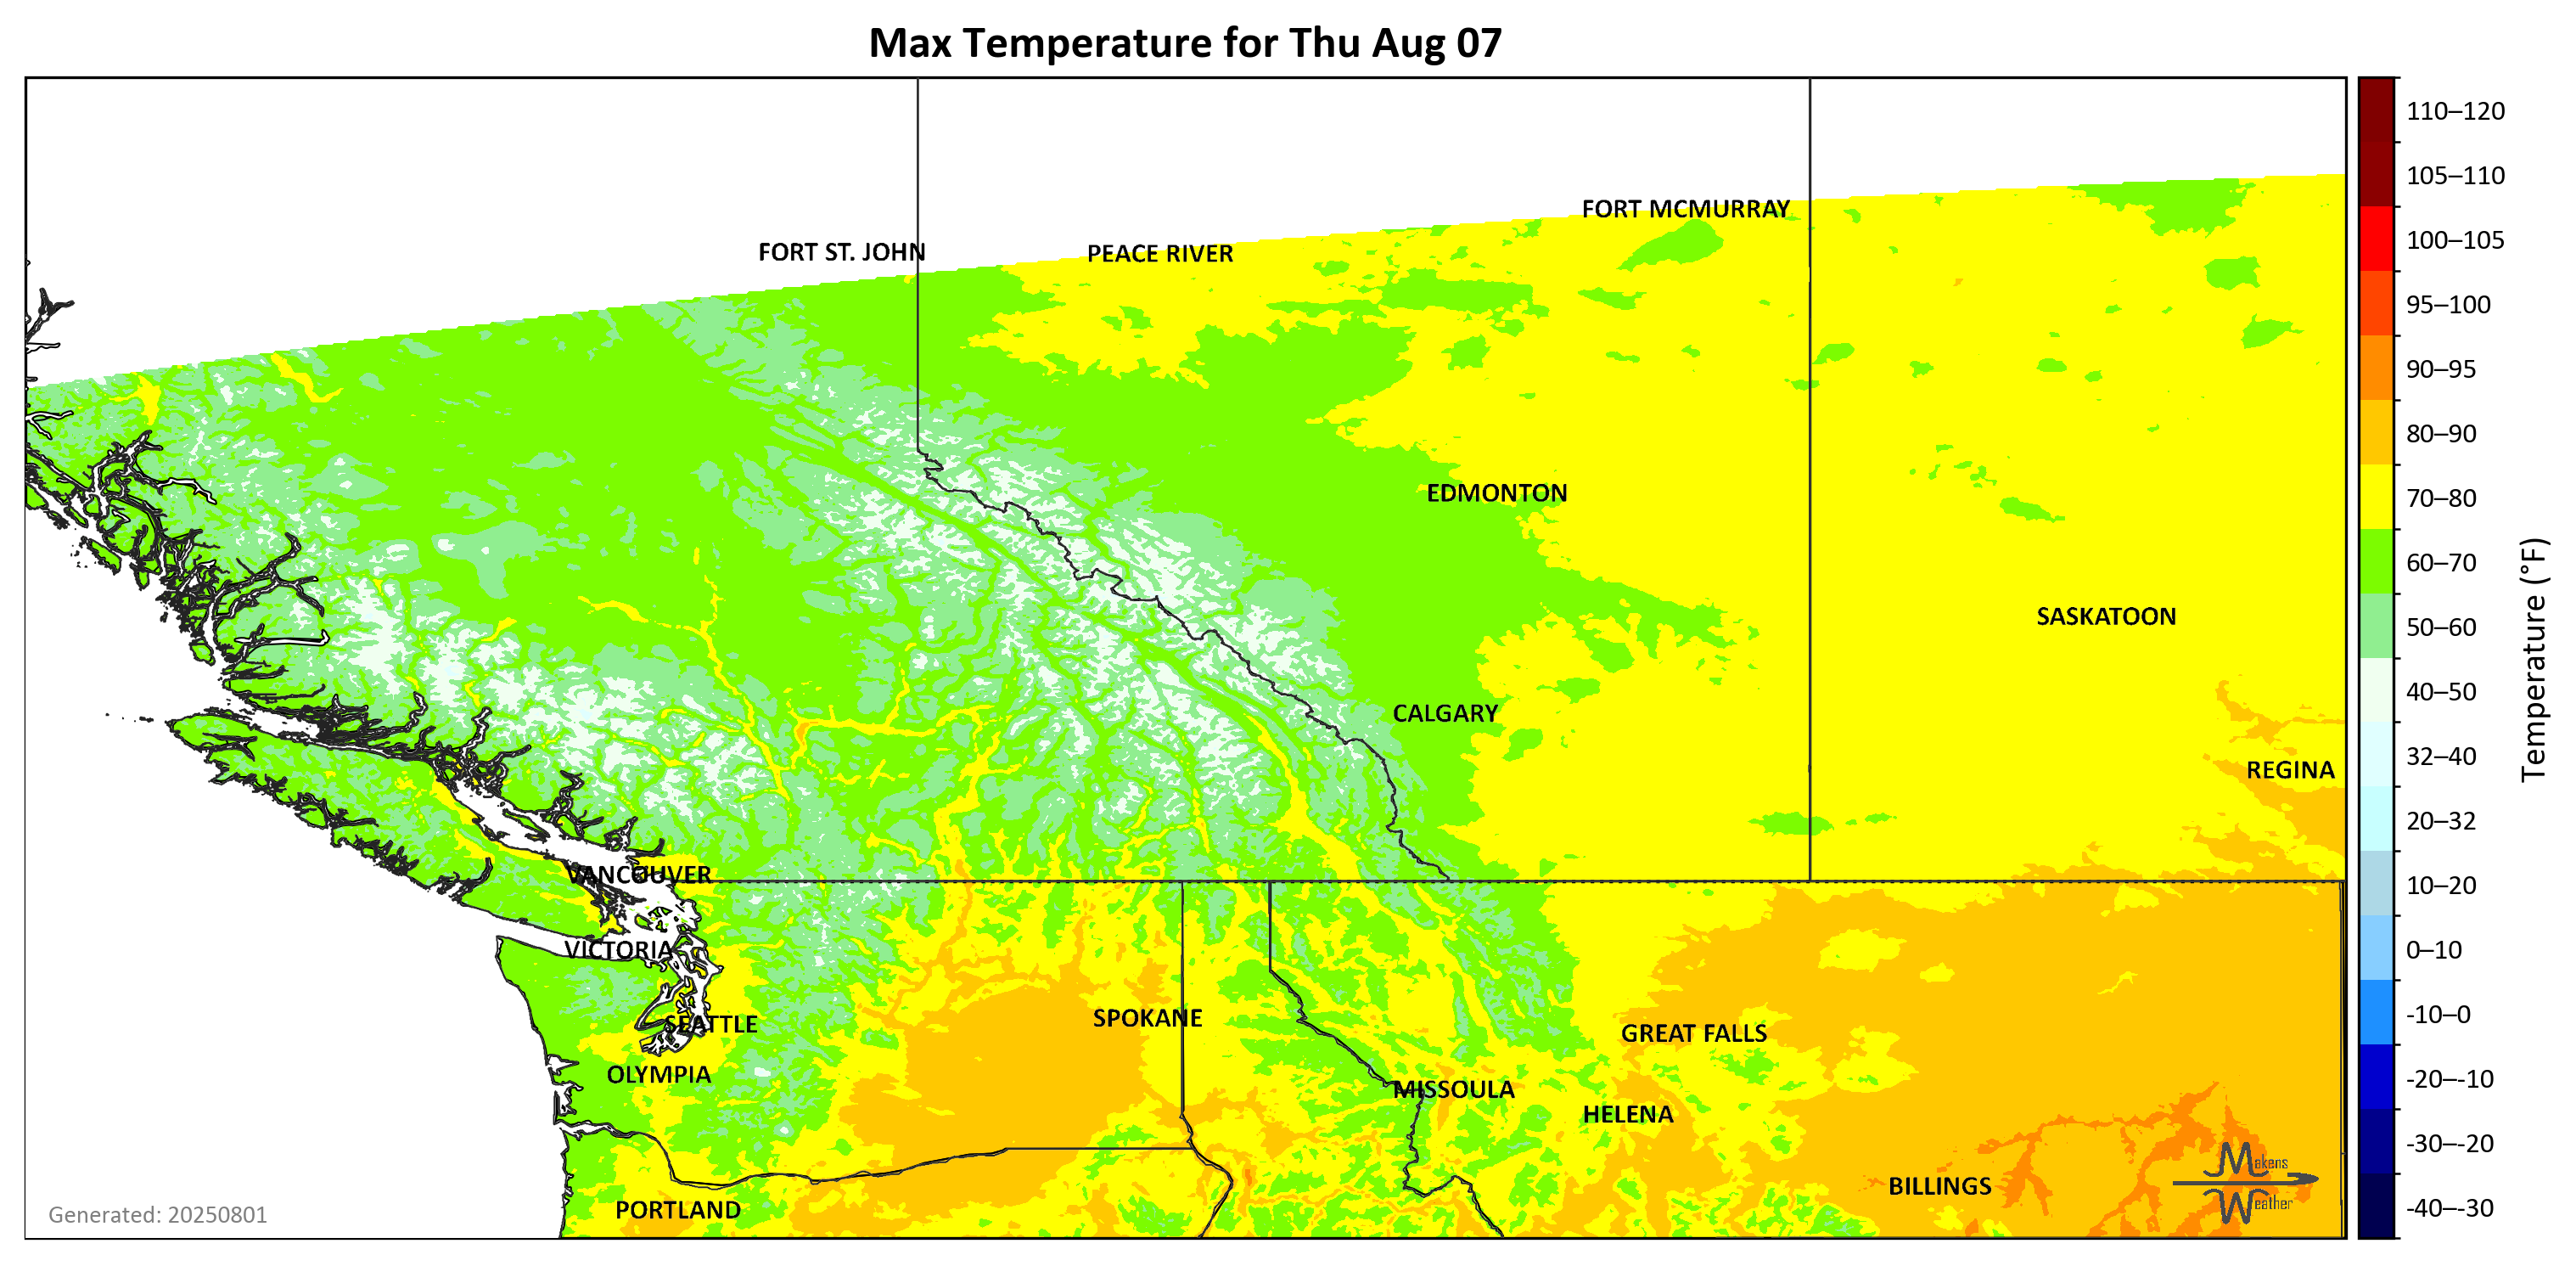 Max Temperature for Thu Aug 07
FORT MCMURRAY
FORT ST. JOHN
PEACE RIVER
EDMONTON
SASKATOON
CALGARY
REGINA
VANCOUVER
VICTORIA
SEATTLE
SPOKANE
GREAT FALLS
OLYMPIA
MISSOULA
HELENA
BILLINGS
PORTLAND
Makens
Weather
Generated: 20250801
110–120
105–110
100–105
95–100
90–95
80–90
70–80
60–70
50–60
40–50
32–40
20–32
10–20
0–10
-10–0
-20–-10
-30–-20
-40–-30
Temperature (°F)